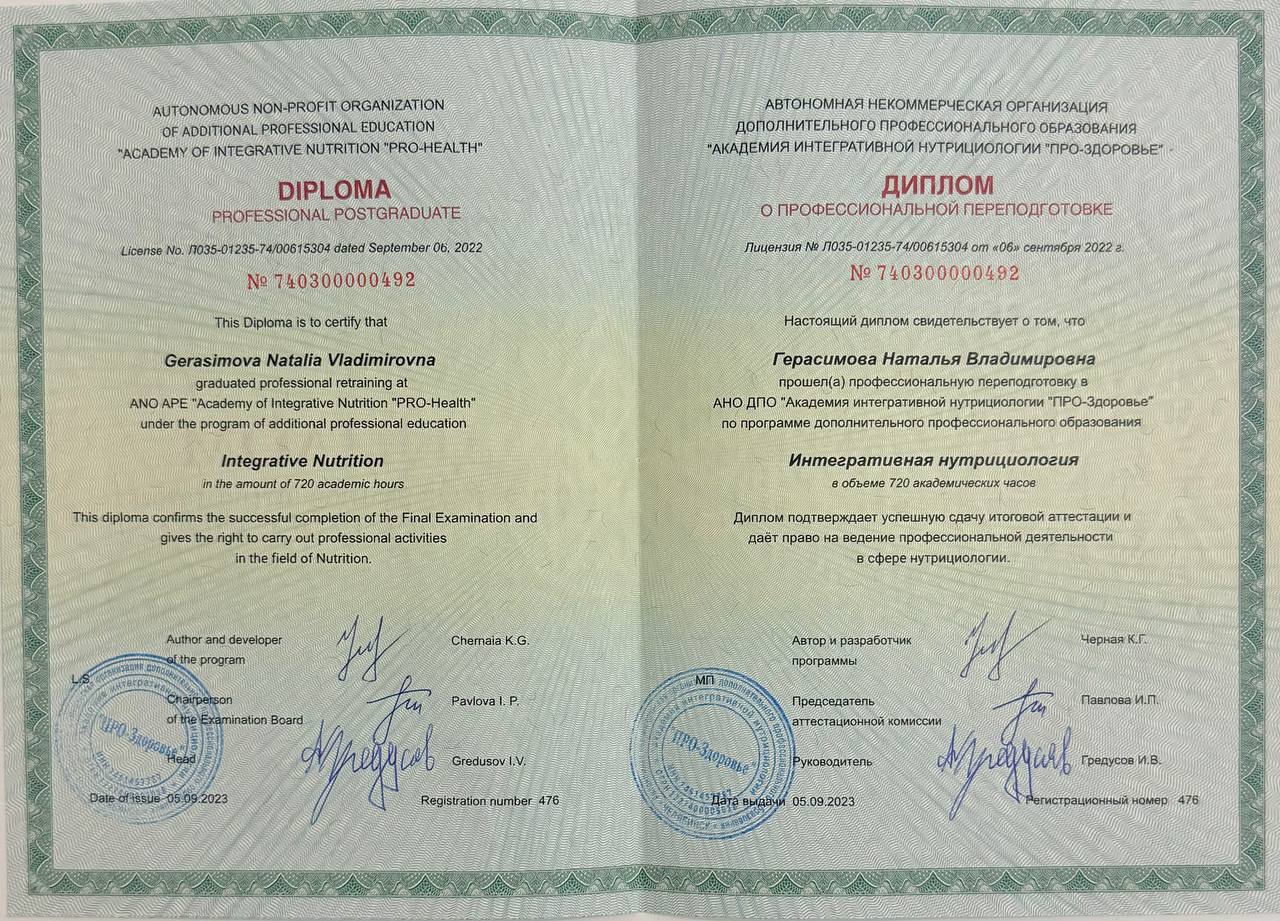 AUTONOMOUS NON-PROFIT ORGANIZATION
OF ADDITIONAL PROFESSIONAL EDUCATION
"ACADEMY OF INTEGRATIVE NUTRITION "PRO-HEALTH"
DIPLOMA
PROFESSIONAL POSTGRADUATE
License No. Л035-01235-74/00615304 dated September 06, 2022
№ 740300000492
This Diploma is to certify that
Gerasimova Natalia Vladimirovna
graduated professional retraining at
ANO APE "Academy of Integrative Nutrition "PRO-Health"
under the program of additional professional education
Integrative Nutrition
in the amount of 720 academic hours
This diploma confirms the successful completion of the Final Examination and
gives the right to carry out professional activities
in the field of Nutrition.
Author and developer
of the program
Chernaia K.G.
L.S.
Chairperson
of the Examination Board
Pavlova I. P.
Head
Gredusov I.V.
Date of issue 05.09.2023
Registration number 476
"ПРО-Здоровье"
АВТОНОМНАЯ НЕКОММЕРЧЕСКАЯ ОРГАНИЗАЦИЯ
ДОПОЛНИТЕЛЬНОГО ПРОФЕССИОНАЛЬНОГО ОБРАЗОВАНИЯ
"АКАДЕМИЯ ИНТЕГРАТИВНОЙ НУТРИЦИОЛОГИИ "ПРО-ЗДОРОВЬЕ"
ДИПЛОМ
О ПРОФЕССИОНАЛЬНОЙ ПЕРЕПОДГОТОВКЕ
Лицензия № Л035-01235-74/00615304 от «06» сентября 2022 г.
№ 740300000492
Настоящий диплом свидетельствует о том, что
Герасимова Наталья Владимировна
прошел(а) профессиональную переподготовку в
АНО ДПО "Академия интегративной нутрициологии "ПРО-Здоровье"
по программе дополнительного профессионального образования
Интегративная нутрициология
в объеме 720 академических часов
Диплом подтверждает успешную сдачу итоговой аттестации и
даёт право на ведение профессиональной деятельности
в сфере нутрициологии.
Автор и разработчик
программы
Черная К.Г.
МП
Председатель
аттестационной комиссии
Павлова И.П.
Руководитель
Гредусов И.В.
Дата выдачи 05.09.2023
Регистрационный номер 476
"ПРО-Здоровье"